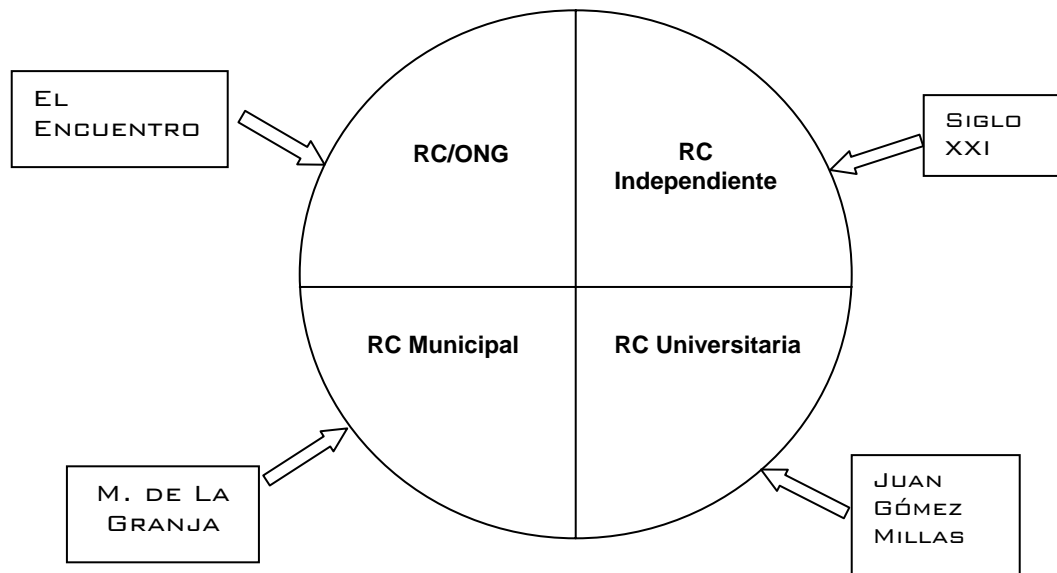 El
Encuentro
RC/ONG
RC
Independiente
Siglo
XXI
RC Municipal
RC Universitaria
M. de La
Granja
Juan
Gómez
Millas